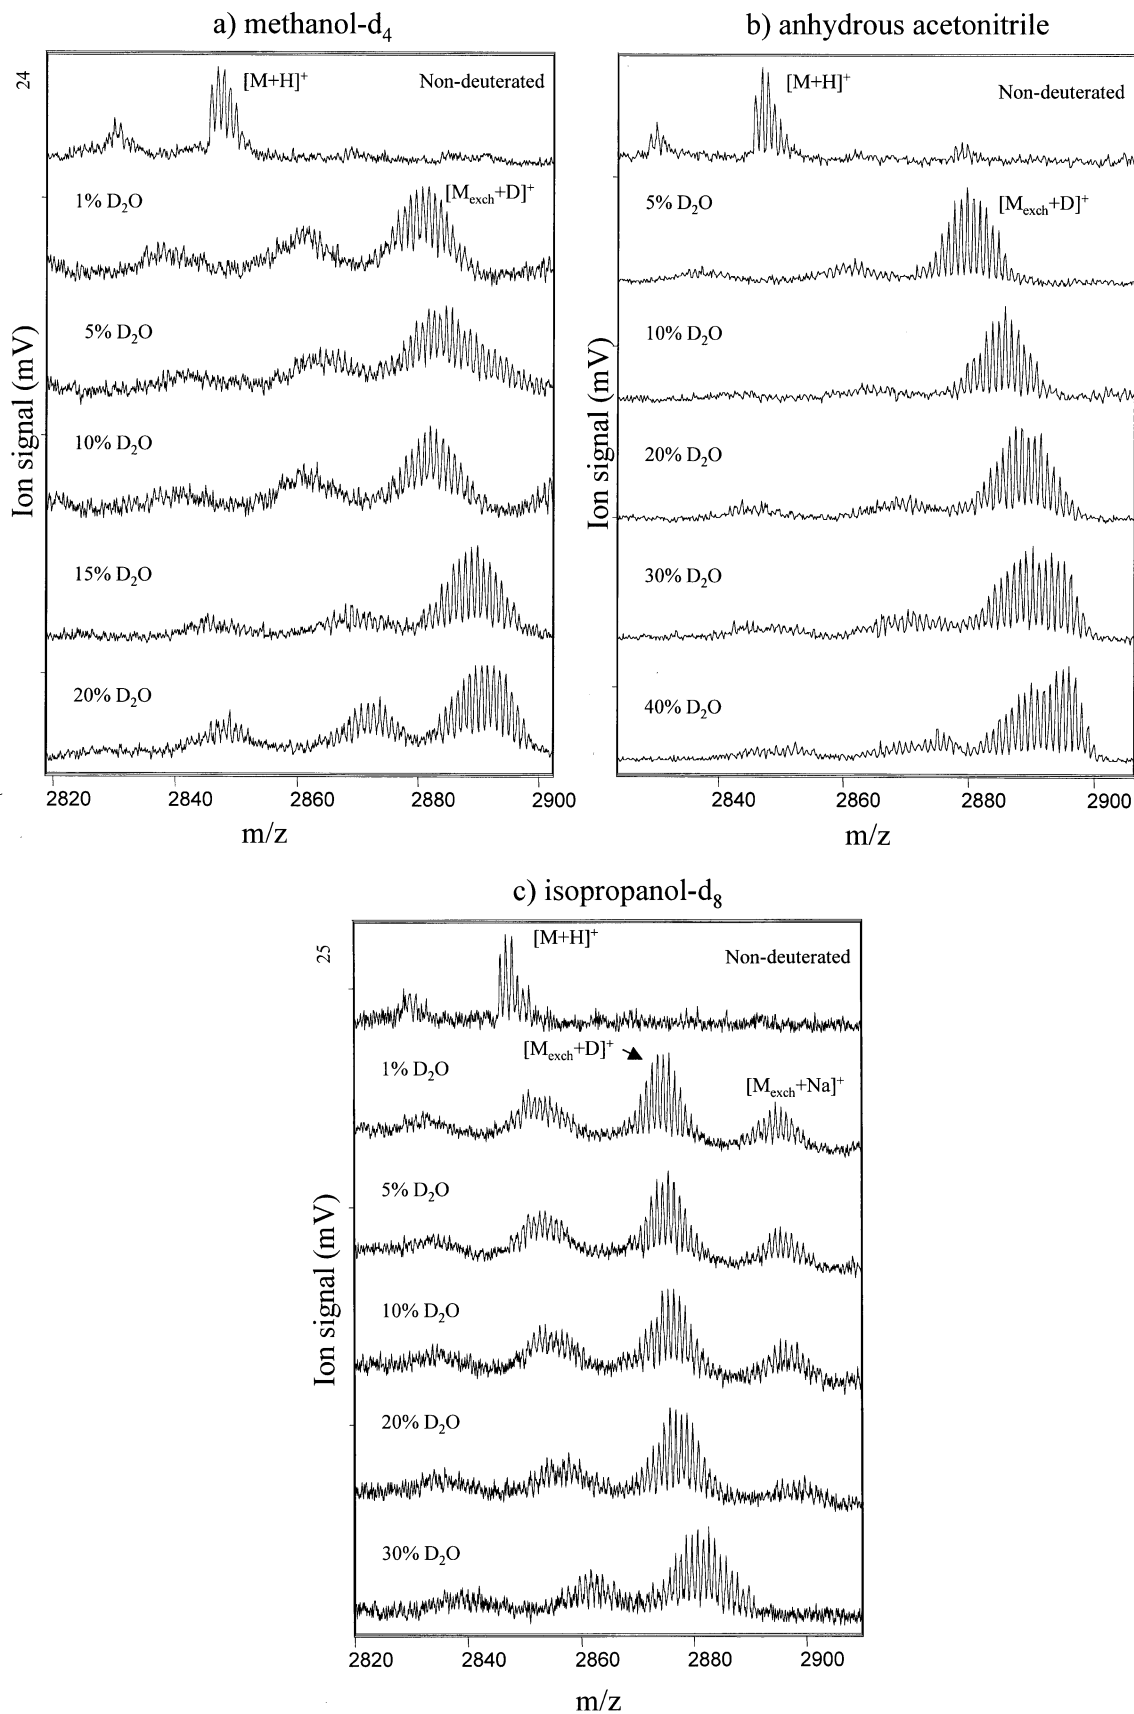 a) methanol-d4
24
[M+H]+
Non-deuterated
1% D2O
[Mexch+D]+
5% D2O
10% D2O
15% D2O
20% D2O
Ion signal (mV)
2820 2840 2860 2880 2900
m/z
b) anhydrous acetonitrile
[M+H]+
Non-deuterated
5% D2O
[Mexch+D]+
10% D2O
20% D2O
30% D2O
40% D2O
Ion signal (mV)
2840 2860 2880 2900
m/z
c) isopropanol-d8
25
[M+H]+
Non-deuterated
[Mexch+D]+
1% D2O
[Mexch+Na]+
5% D2O
10% D2O
20% D2O
30% D2O
Ion signal (mV)
2820 2840 2860 2880 2900
m/z